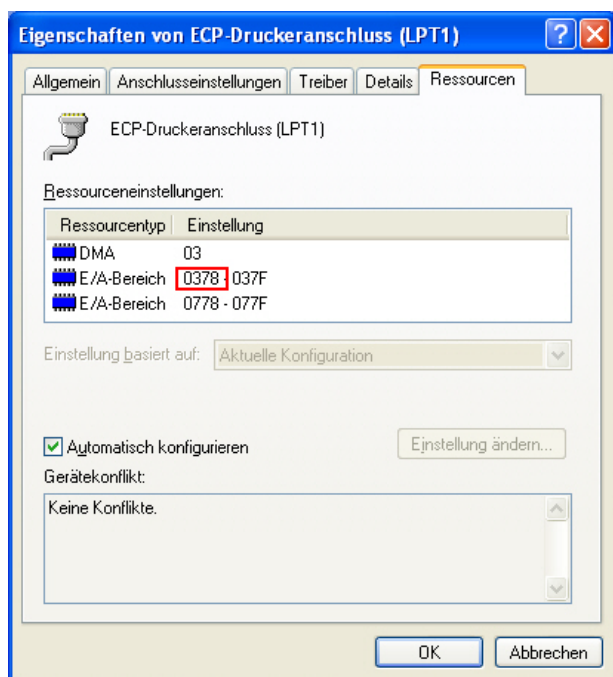 Eigenschaften von ECP-Druckeranschluss (LPT1)
Allgemein Anschlusseinstellungen Treiber Details Ressourcen
ECP-Druckeranschluss (LPT1)
Ressourceneinstellungen:
Ressourcentyp Einstellung
DMA 03
E/A-Bereich 0378 - 037F
E/A-Bereich 0778 - 077F
Einstellung basiert auf: Aktuelle Konfiguration
Automatisch konfigurieren Einstellung ändern...
Gerätekonflikt:
Keine Konflikte.
OK Abbrechen